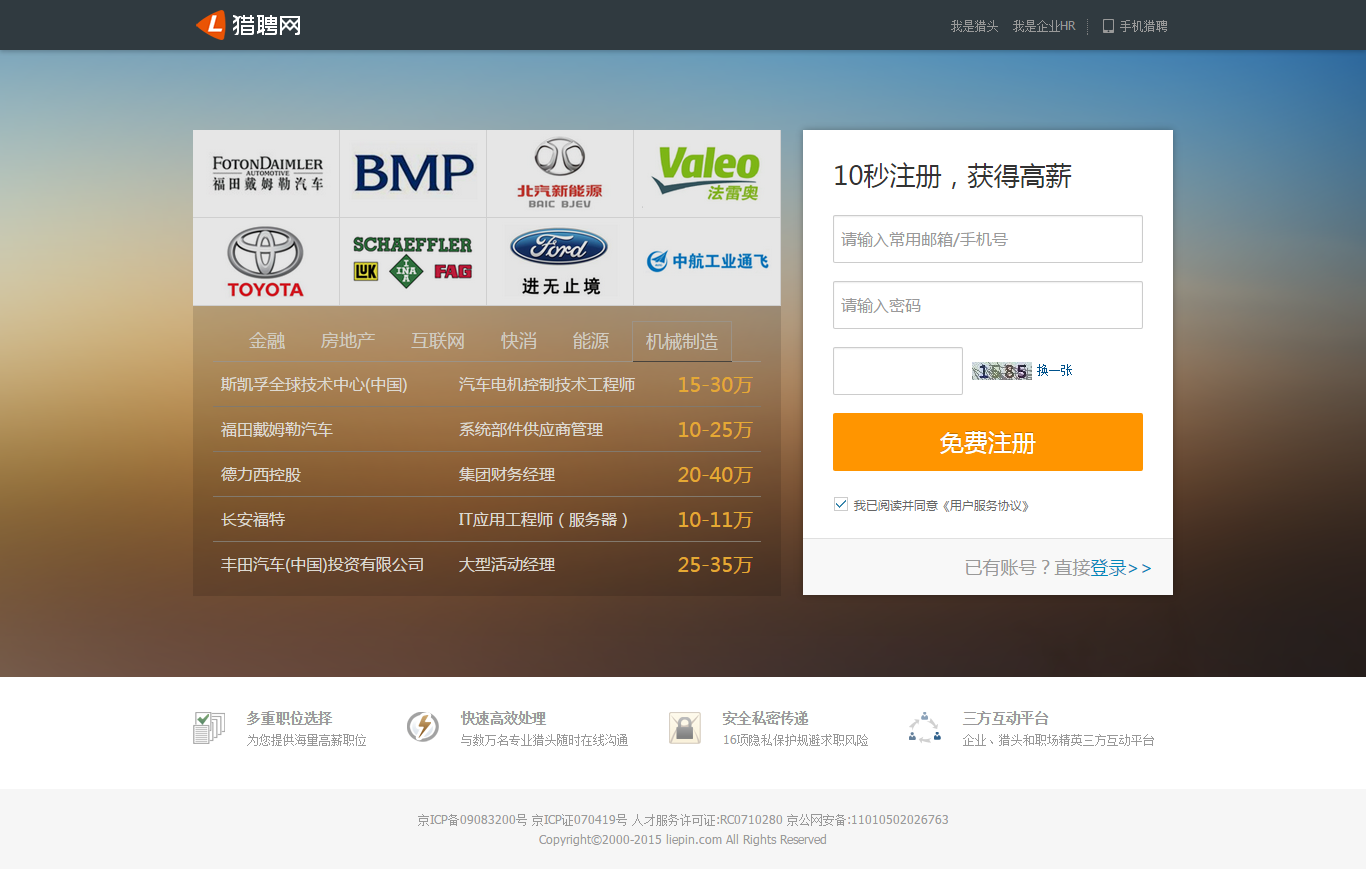 L 猎聘网
我是猎头 我是企业HR 手机猎聘
FOTONDAIMLER
AUTOMOTIVE
福田戴姆勒汽车
BMP
北汽新能源
BAIC BJEV
Valeo
法雷奥
TOYOTA
SCHAEFFLER
LUK INA FAG
Ford
进无止境
中航工业通飞
金融 房地产 互联网 快消 能源 机械制造
斯凯孚全球技术中心(中国) 汽车电机控制技术工程师 15-30万
福田戴姆勒汽车 系统部件供应商管理 10-25万
德力西控股 集团财务经理 20-40万
长安福特 IT应用工程师（服务器） 10-11万
丰田汽车(中国)投资有限公司 大型活动经理 25-35万
10秒注册，获得高薪
请输入常用邮箱/手机号
请输入密码
1585 换一张
免费注册
我已阅读并同意《用户服务协议》
已有账号？直接登录>>
多重职位选择
为您提供海量高薪职位
快速高效处理
与数万名专业猎头随时在线沟通
安全私密传递
16项隐私保护规避求职风险
三方互动平台
企业、猎头和职场精英三方互动平台
京ICP备09083200号 京ICP证070419号 人才服务许可证:RC0710280 京公网安备:11010502026763
Copyright©2000-2015 liepin.com All Rights Reserved